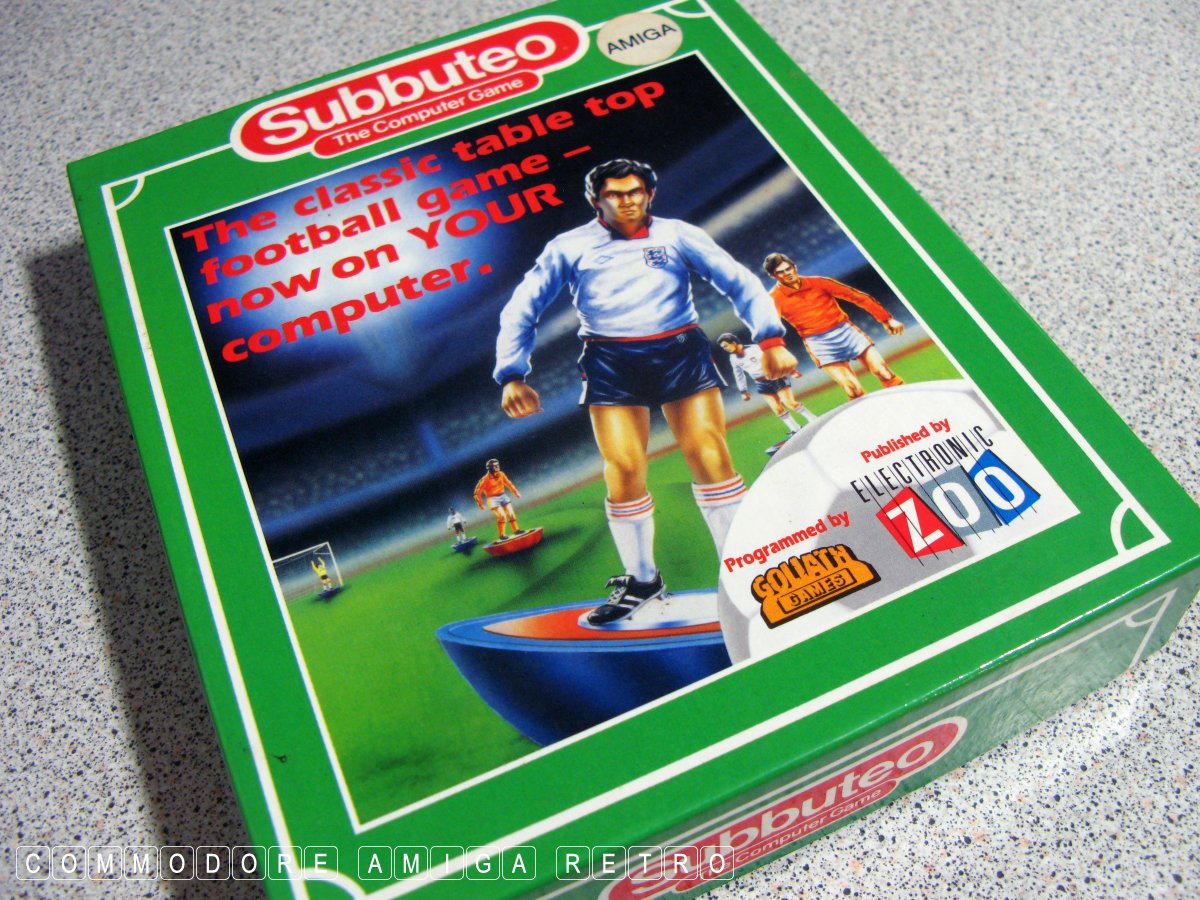 Subbuteo
The Computer Game
AMIGA
The classic table top
football game –
now on YOUR
computer.
Published by
ELECTRONIC
ZOO
Programmed by
GOLIATH
GAMES
Subbuteo
Computer Game
COMMODORE AMIGA RETRO